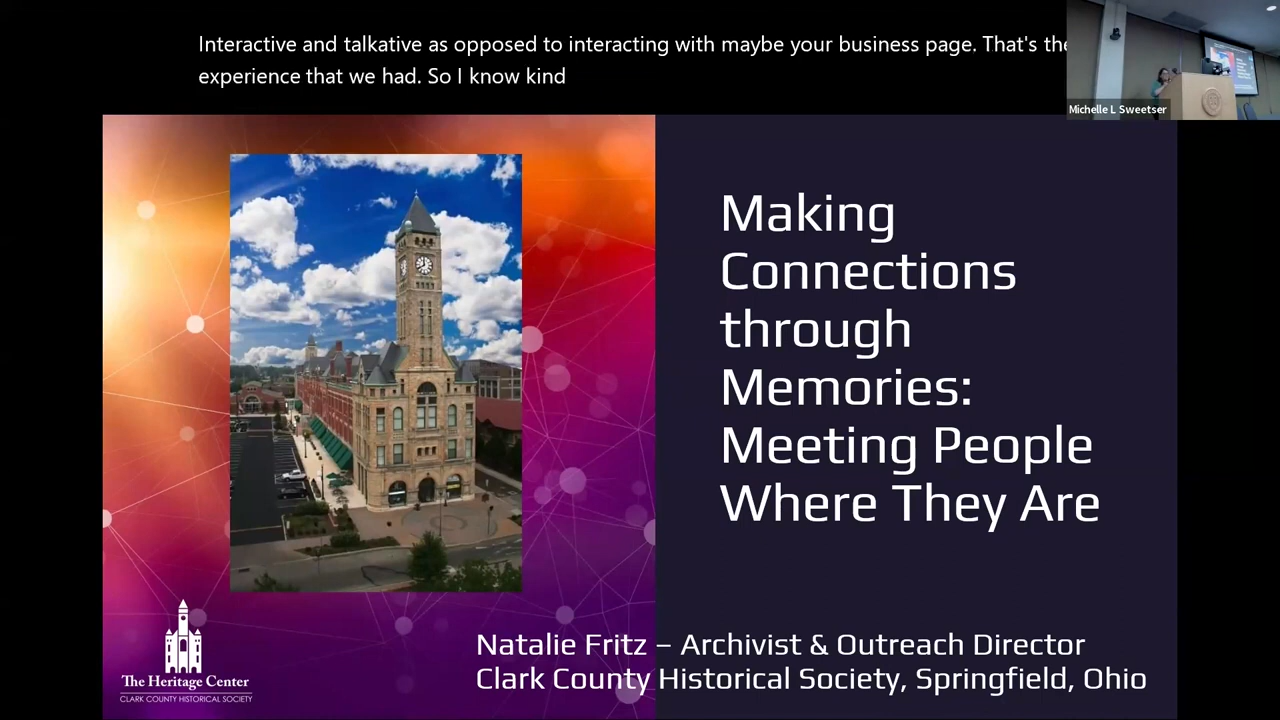 Interactive and talkative as opposed to interacting with maybe your business page. That's the
experience that we had. So I know kind
Michelle L Sweetser
Making
Connections
through
Memories:
Meeting People
Where They Are
Natalie Fritz – Archivist & Outreach Director
Clark County Historical Society, Springfield, Ohio
The Heritage Center
CLARK COUNTY HISTORICAL SOCIETY